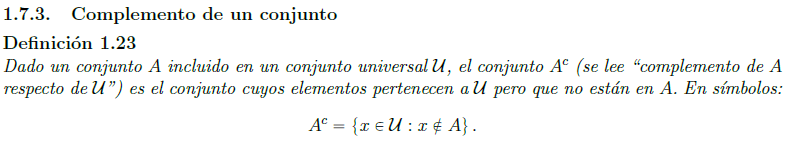 1.7.3. Complemento de un conjunto
Definición 1.23
Dado un conjunto A incluido en un conjunto universal 𝒰, el conjunto Aᶜ (se lee “complemento de A
respecto de 𝒰”) es el conjunto cuyos elementos pertenecen a 𝒰 pero que no están en A. En símbolos:
Aᶜ = {x ∈ 𝒰 : x ∉ A} .